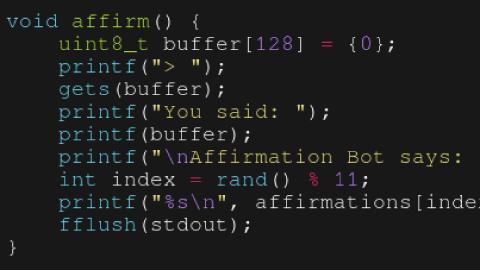 void affirm() {
    uint8_t buffer[128] = {0};
    printf("> ");
    gets(buffer);
    printf("You said: ");
    printf(buffer);
    printf("\nAffirmation Bot says:
    int index = rand() % 11;
    printf("%s\n", affirmations[inde
    fflush(stdout);
}